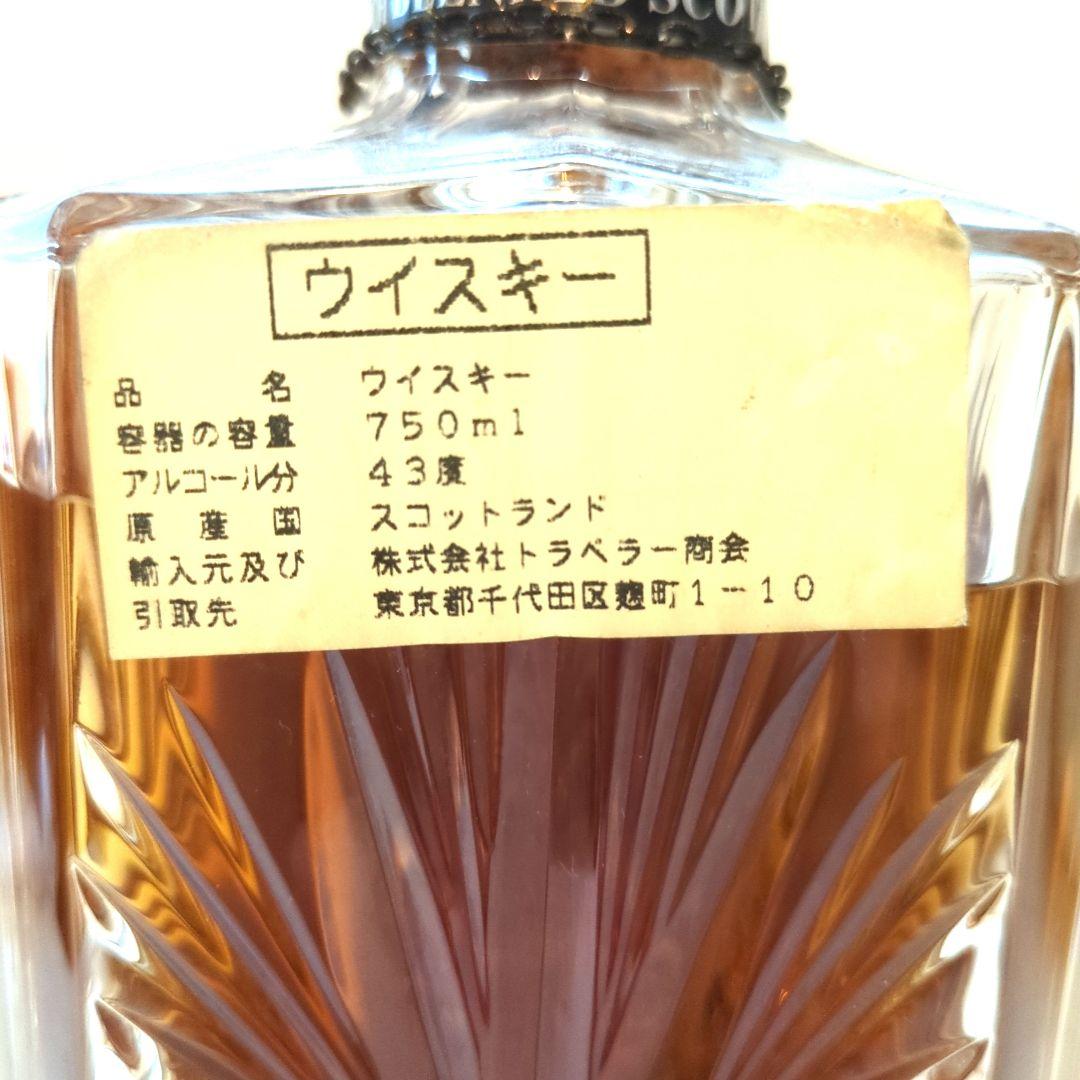 BLENDED SCO
ウイスキー
品名 ウイスキー
容器の容量 750ml
アルコール分 43度
原産国 スコットランド
輸入元及び 株式会社トラベラー商会
引取先 東京都千代田区麹町1-10